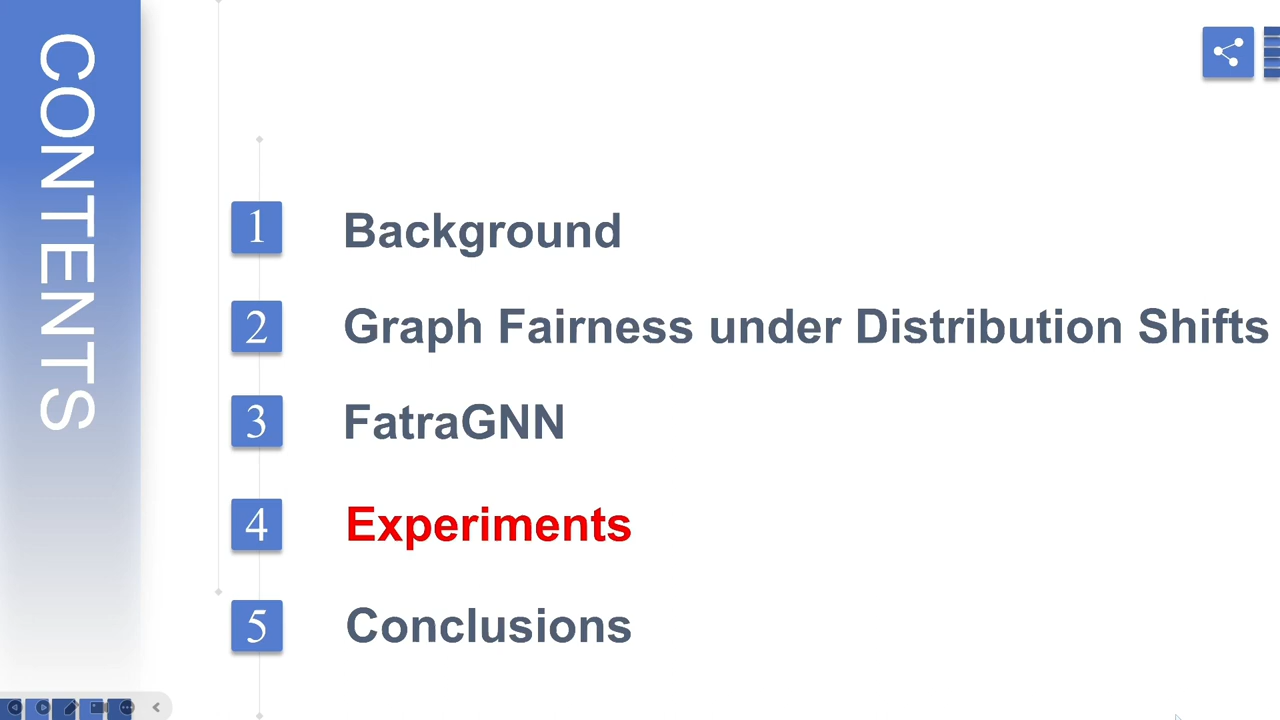 CONTENTS
1 Background
2 Graph Fairness under Distribution Shifts
3 FatraGNN
4 Experiments
5 Conclusions